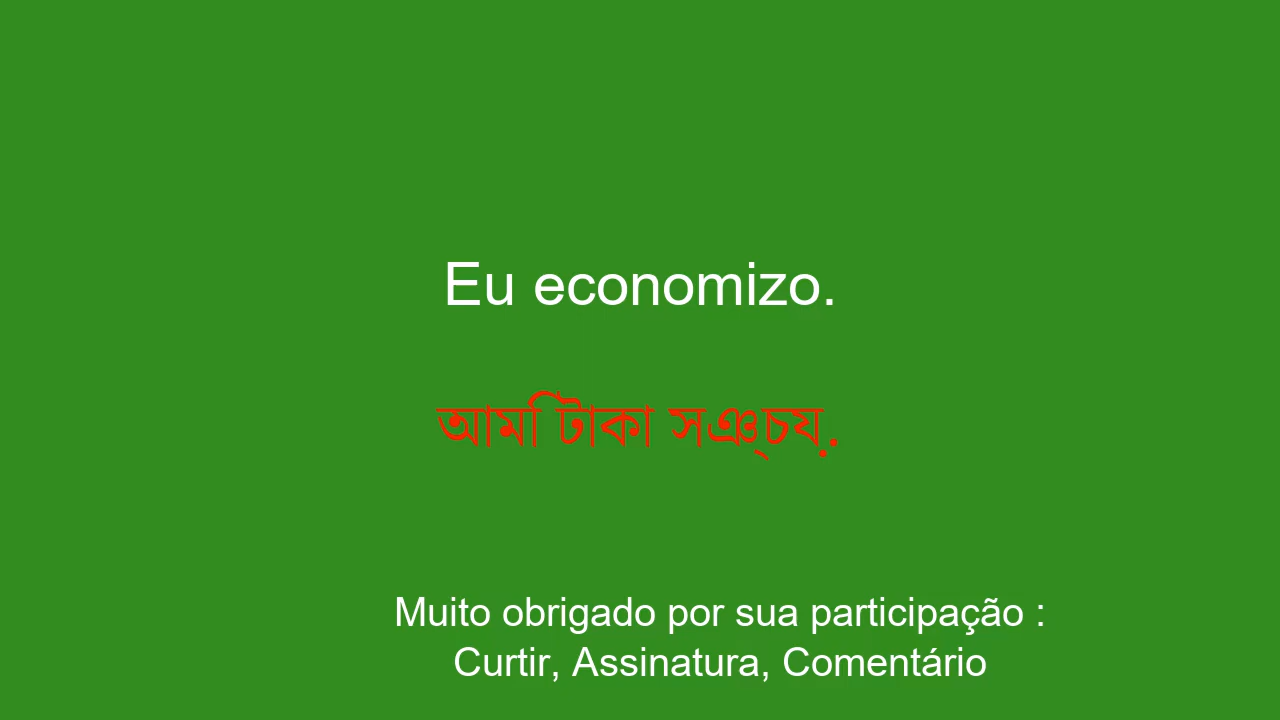 Eu economizo.
আমি টাকা সঞ্চয়.
Muito obrigado por sua participação :
Curtir, Assinatura, Comentário